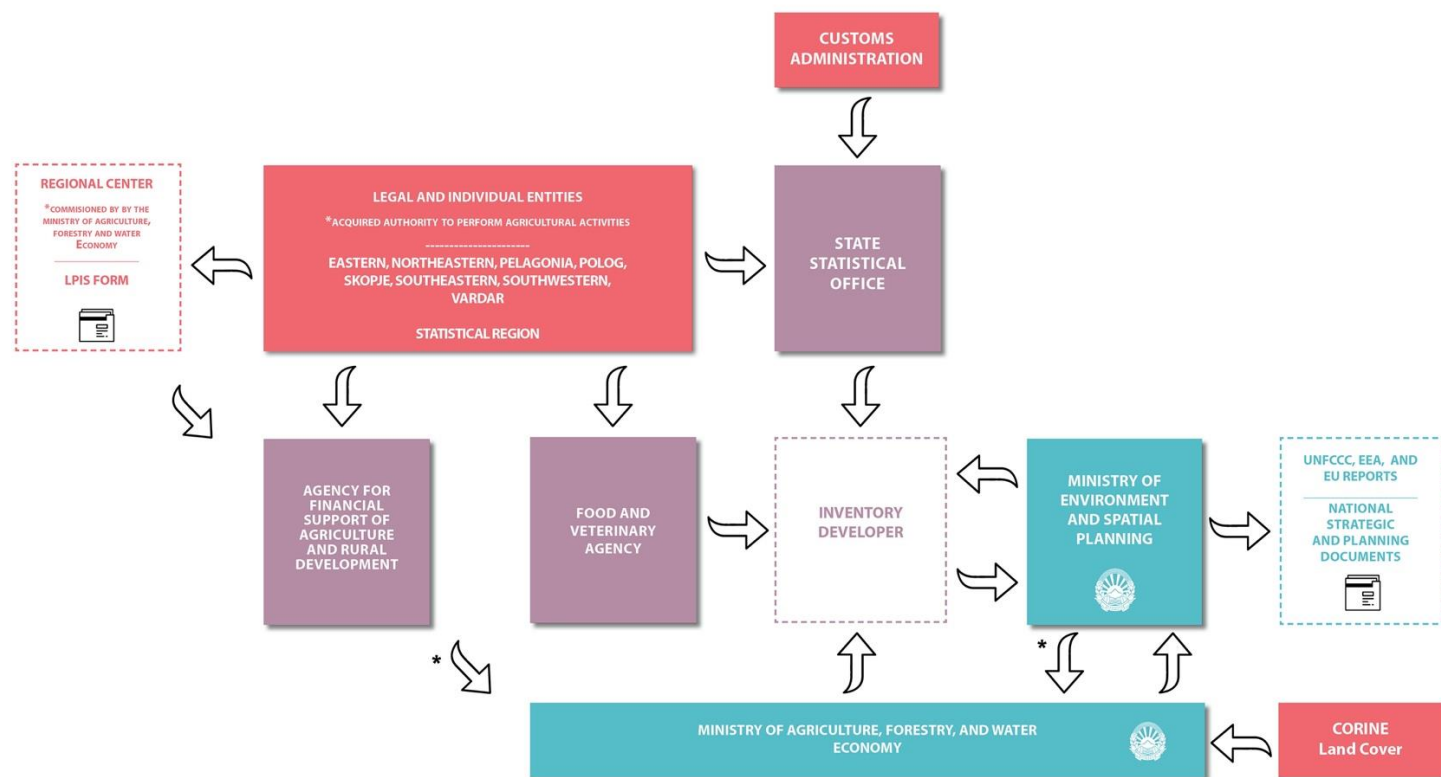 CUSTOMS
ADMINISTRATION
REGIONAL CENTER
*COMMISIONED BY BY THE
MINISTRY OF AGRICULTURE,
FORESTRY AND WATER
ECONOMY
LPIS FORM
LEGAL AND INDIVIDUAL ENTITIES
*ACQUIRED AUTHORITY TO PERFORM AGRICULTURAL ACTIVITIES
----------------------
EASTERN, NORTHEASTERN, PELAGONIA, POLOG,
SKOPJE, SOUTHEASTERN, SOUTHWESTERN,
VARDAR
STATISTICAL REGION
STATE
STATISTICAL
OFFICE
AGENCY FOR
FINANCIAL
SUPPORT OF
AGRICULTURE
AND RURAL
DEVELOPMENT
FOOD AND
VETERINARY
AGENCY
INVENTORY
DEVELOPER
MINISTRY OF
ENVIRONMENT
AND SPATIAL
PLANNING
UNFCCC, EEA, AND
EU REPORTS
NATIONAL
STRATEGIC
AND PLANNING
DOCUMENTS
*
*
MINISTRY OF AGRICULTURE, FORESTRY, AND WATER
ECONOMY
CORINE
Land Cover